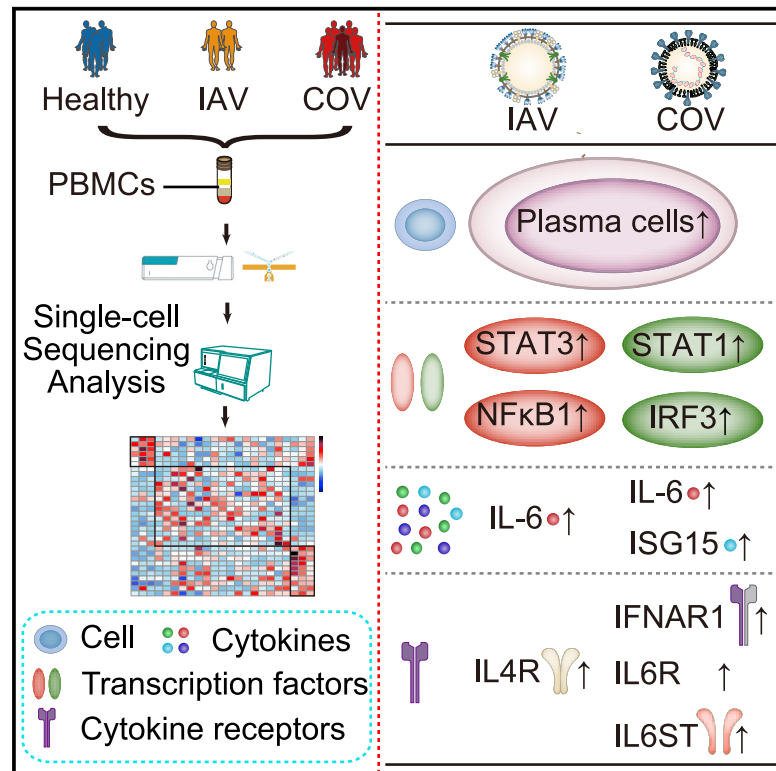 Healthy IAV COV
PBMCs
Single-cell
Sequencing
Analysis
Cell Cytokines
Transcription factors
Cytokine receptors
IAV COV
Plasma cells↑
STAT3↑ STAT1↑
NFκB1↑ IRF3↑
IL-6 ↑ IL-6 ↑
ISG15 ↑
IFNAR1 ↑
IL4R ↑ IL6R ↑
IL6ST ↑